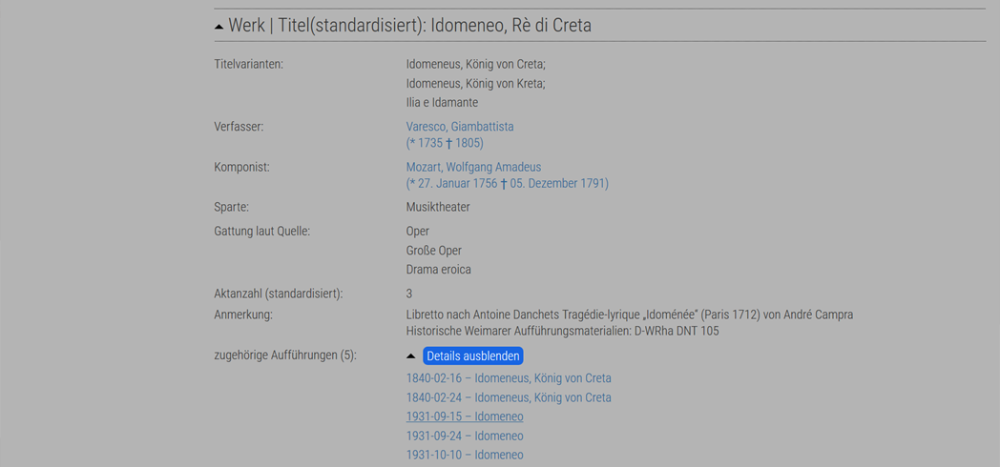 Werk | Titel(standardisiert): Idomeneo, Rè di Creta
Titelvarianten: Idomeneus, König von Creta;
Idomeneus, König von Kreta;
Ilia e Idamante
Verfasser: Varesco, Giambattista
(* 1735 † 1805)
Komponist: Mozart, Wolfgang Amadeus
(* 27. Januar 1756 † 05. Dezember 1791)
Sparte: Musiktheater
Gattung laut Quelle: Oper
Große Oper
Drama eroica
Aktanzahl (standardisiert): 3
Anmerkung: Libretto nach Antoine Danchets Tragédie-lyrique „Idoménée“ (Paris 1712) von André Campra
Historische Weimarer Aufführungsmaterialien: D-WRha DNT 105
zugehörige Aufführungen (5): Details ausblenden
1840-02-16 – Idomeneus, König von Creta
1840-02-24 – Idomeneus, König von Creta
1931-09-15 – Idomeneo
1931-09-24 – Idomeneo
1931-10-10 – Idomeneo